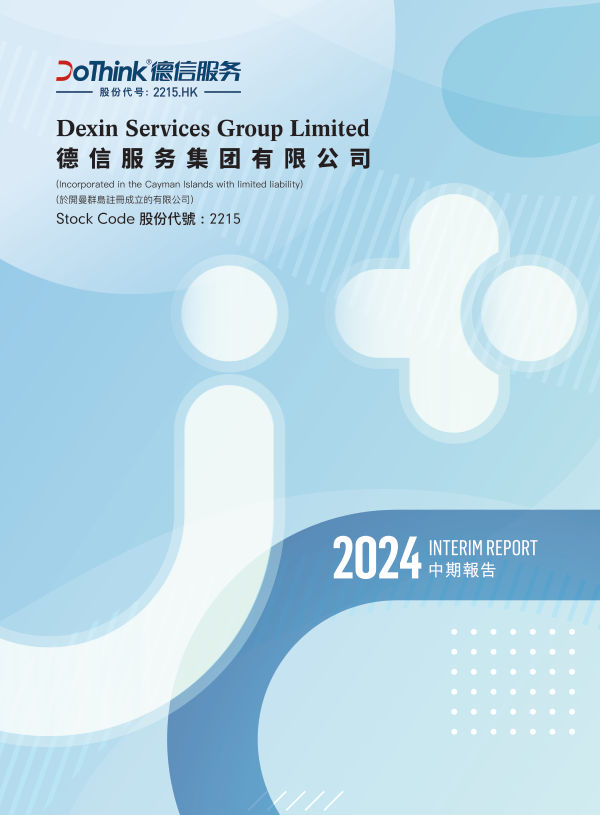 DoThink®德信服务
股份代号: 2215.HK
Dexin Services Group Limited
德信服务集团有限公司
(Incorporated in the Cayman Islands with limited liability)
(於開曼群島註冊成立的有限公司)
Stock Code 股份代號：2215
2024 INTERIM REPORT
中期報告